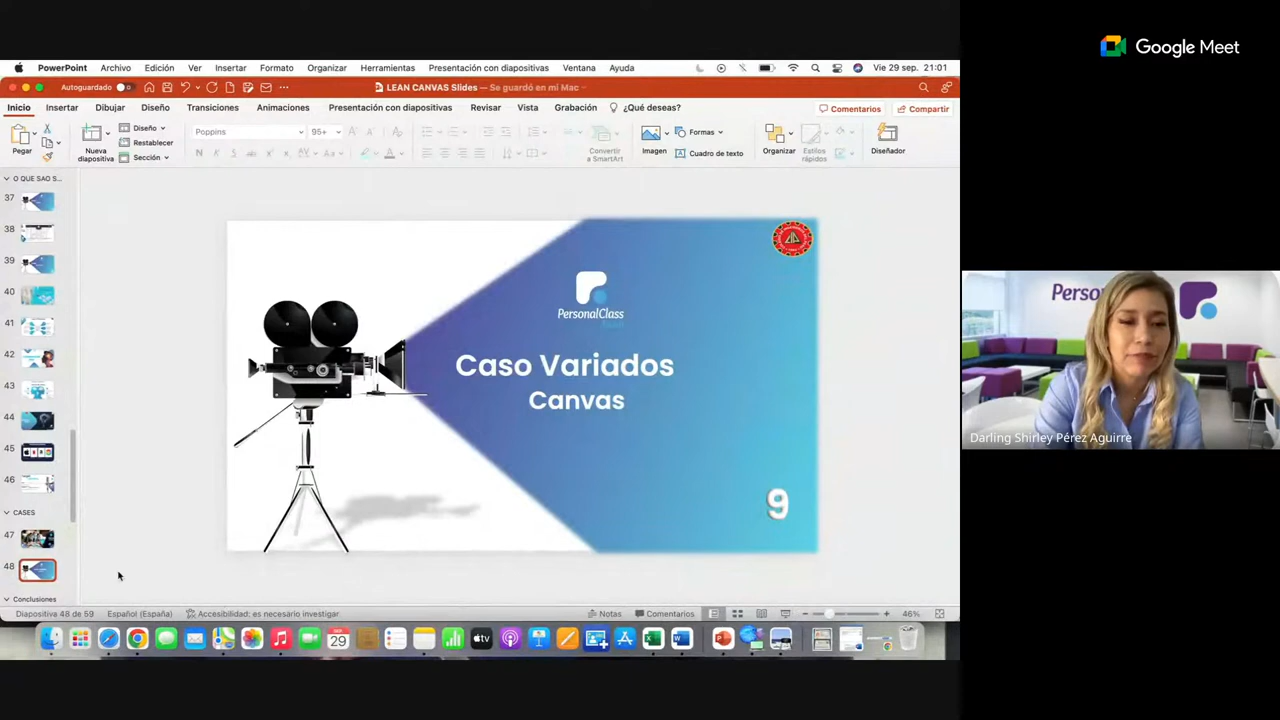 Google Meet
PowerPoint Archivo Edición Ver Insertar Formato Organizar Herramientas Presentación con diapositivas Ventana Ayuda Vie 29 sep. 21:01
Autoguardado LEAN CANVAS Slides — Se guardó en mi Mac
Inicio Insertar Dibujar Diseño Transiciones Animaciones Presentación con diapositivas Revisar Vista Grabación ¿Qué deseas? Comentarios Compartir
Pegar
Nueva diapositiva
Diseño
Restablecer
Sección
Poppins 95+
Convertir a SmartArt
Imagen
Formas
Cuadro de texto
Organizar
Estilos rápidos
Diseñador
O QUE SAO S...
37
38
39
40
41
42
43
44
45
46
CASES
47
48
Conclusiones
PersonalClass
Caso Variados
Canvas
9
Darling Shirley Pérez Aguirre
Diapositiva 48 de 59 Español (España) Accesibilidad: es necesario investigar Notas Comentarios 46%
SEP
29
tv